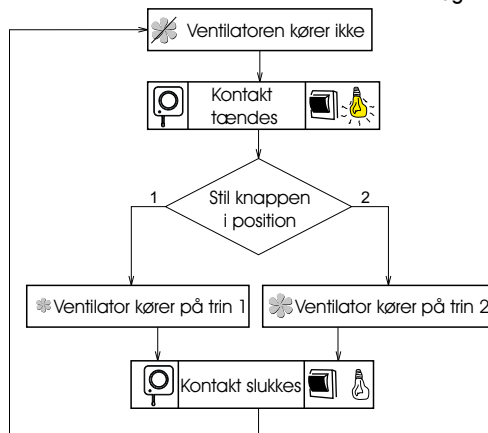 Ventilatoren kører ikke
Kontakt
tændes
Stil knappen
i position
1
2
Ventilator kører på trin 1
Ventilator kører på trin 2
Kontakt slukkes